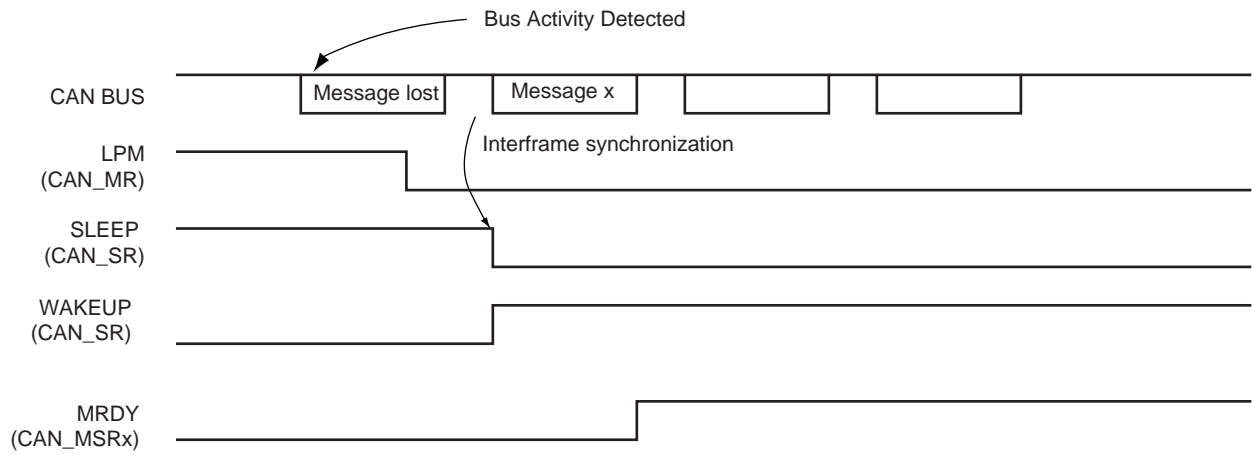 Bus Activity Detected
CAN BUS
Message lost
Message x
Interframe synchronization
LPM
(CAN_MR)
SLEEP
(CAN_SR)
WAKEUP
(CAN_SR)
MRDY
(CAN_MSRx)